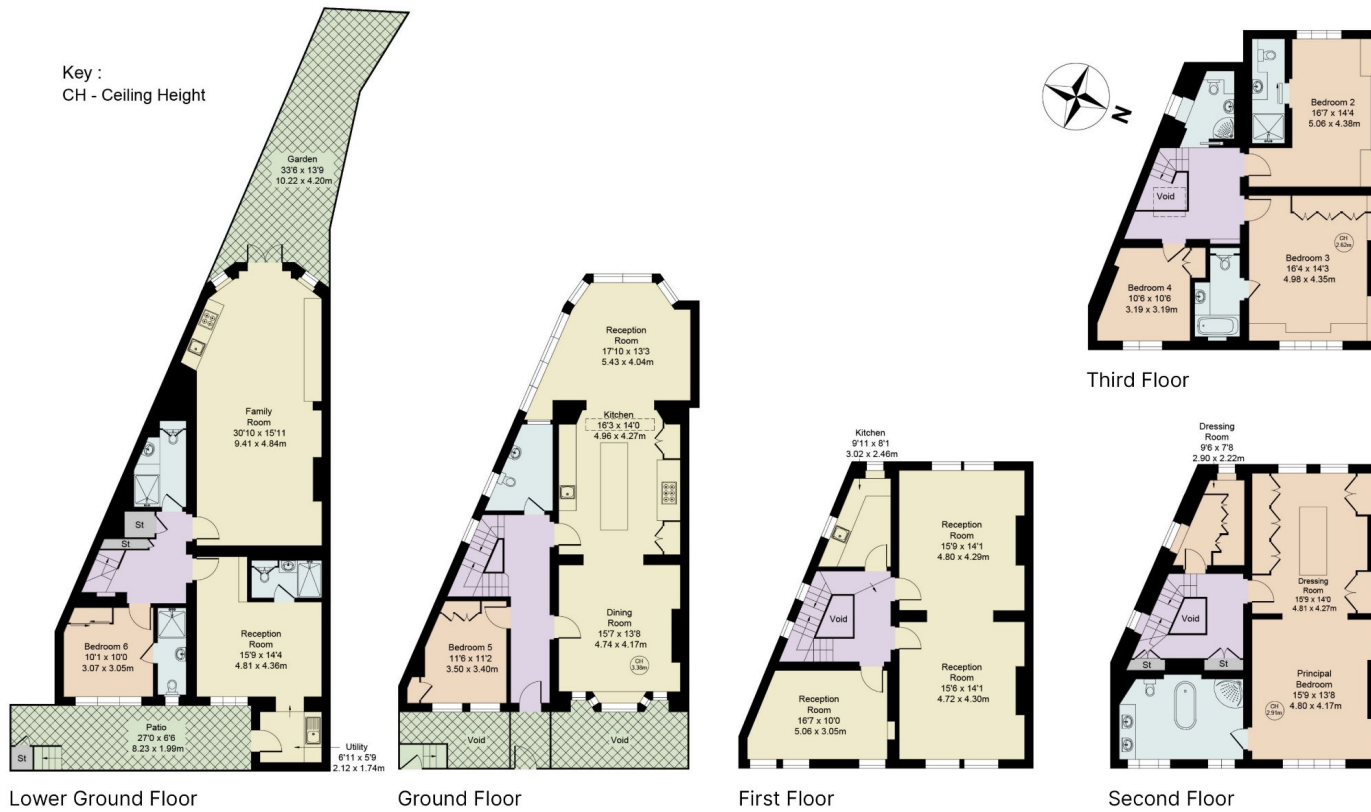 Key :
CH - Ceiling Height
Garden
33'6 x 13'9
10.22 x 4.20m
Family
Room
30'10 x 15'11
9.41 x 4.84m
St
St
Bedroom 6
10'1 x 10'0
3.07 x 3.05m
Reception
Room
15'9 x 14'4
4.81 x 4.36m
Patio
27'0 x 6'6
8.23 x 1.99m
St
Utility
6'11 x 5'9
2.12 x 1.74m
Lower Ground Floor
Reception
Room
17'10 x 13'3
5.43 x 4.04m
Kitchen
16'3 x 14'0
4.96 x 4.27m
Dining
Room
15'7 x 13'8
4.74 x 4.17m
CH
3.38m
Bedroom 5
11'6 x 11'2
3.50 x 3.40m
Void
Void
Ground Floor
Kitchen
9'11 x 8'1
3.02 x 2.46m
Reception
Room
15'9 x 14'1
4.80 x 4.29m
Void
Reception
Room
15'6 x 14'1
4.72 x 4.30m
Reception
Room
16'7 x 10'0
5.06 x 3.05m
First Floor
N
Bedroom 2
16'7 x 14'4
5.06 x 4.38m
Void
CH
2.62m
Bedroom 3
16'4 x 14'3
4.98 x 4.35m
Bedroom 4
10'6 x 10'6
3.19 x 3.19m
Third Floor
Dressing
Room
9'6 x 7'8
2.90 x 2.22m
Dressing
Room
15'9 x 14'0
4.81 x 4.27m
Void
St
St
Principal
Bedroom
15'9 x 13'8
4.80 x 4.17m
CH
2.91m
Second Floor